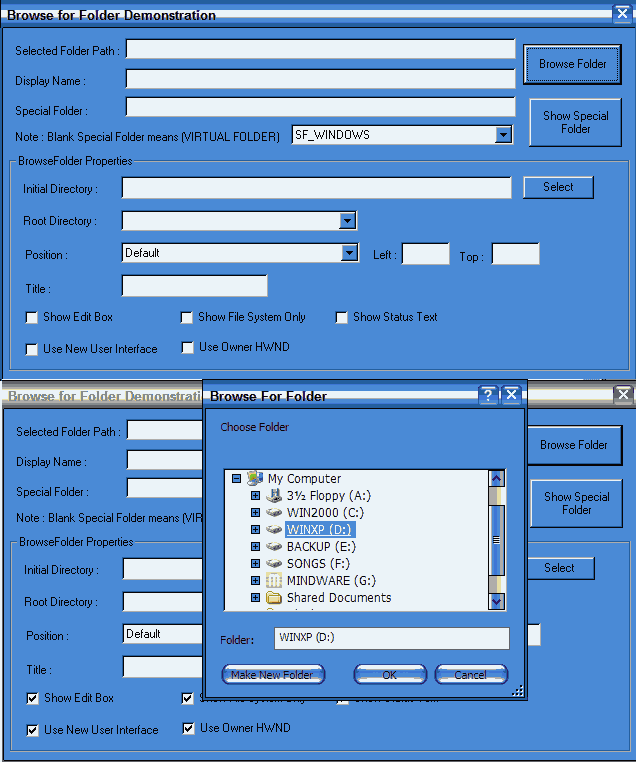 Browse for Folder Demonstration
Selected Folder Path :
Browse Folder
Display Name :
Special Folder :
Show Special Folder
Note : Blank Special Folder means (VIRTUAL FOLDER) SF_WINDOWS
BrowseFolder Properties
Initial Directory :
Select
Root Directory :
Position : Default Left : Top :
Title :
Show Edit Box Show File System Only Show Status Text
Use New User Interface Use Owner HWND
Browse for Folder Demonstrati
Browse For Folder
?
Selected Folder Path :
Choose Folder
Browse Folder
Display Name :
Special Folder :
Show Special Folder
Note : Blank Special Folder means (VIR
BrowseFolder Properties
Initial Directory :
Select
Root Directory :
Position : Default
Title :
My Computer
3½ Floppy (A:)
WIN2000 (C:)
WINXP (D:)
BACKUP (E:)
SONGS (F:)
MINDWARE (G:)
Shared Documents
Folder: WINXP (D:)
Make New Folder OK Cancel
Show Edit Box
Use New User Interface Use Owner HWND